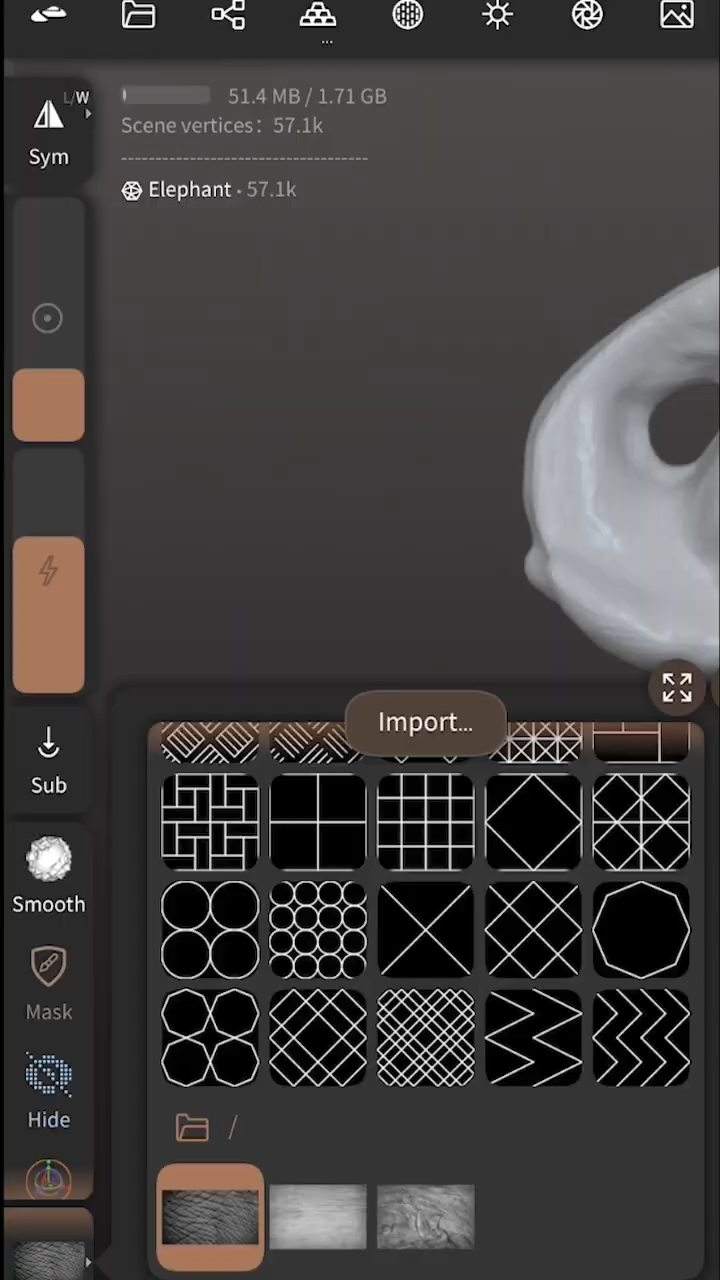 ...
L/W
Sym
51.4 MB / 1.71 GB
Scene vertices: 57.1k
-----------------------------------
Elephant • 57.1k
Sub
Smooth
Mask
Hide
Import...
/